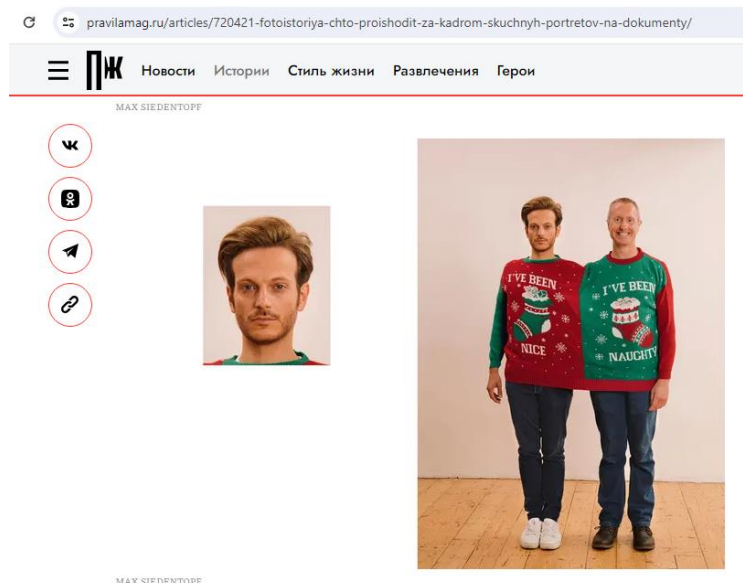 pravilamag.ru/articles/720421-fotoistoriya-chto-proishodit-za-kadrom-skuchnyh-portretov-na-dokumenty/
ПЖ Новости Истории Стиль жизни Развлечения Герои
MAX SIEDENTOPF
I'VE BEEN
NICE
I'VE BEEN
NAUGHTY
MAX SIEDENTOPF